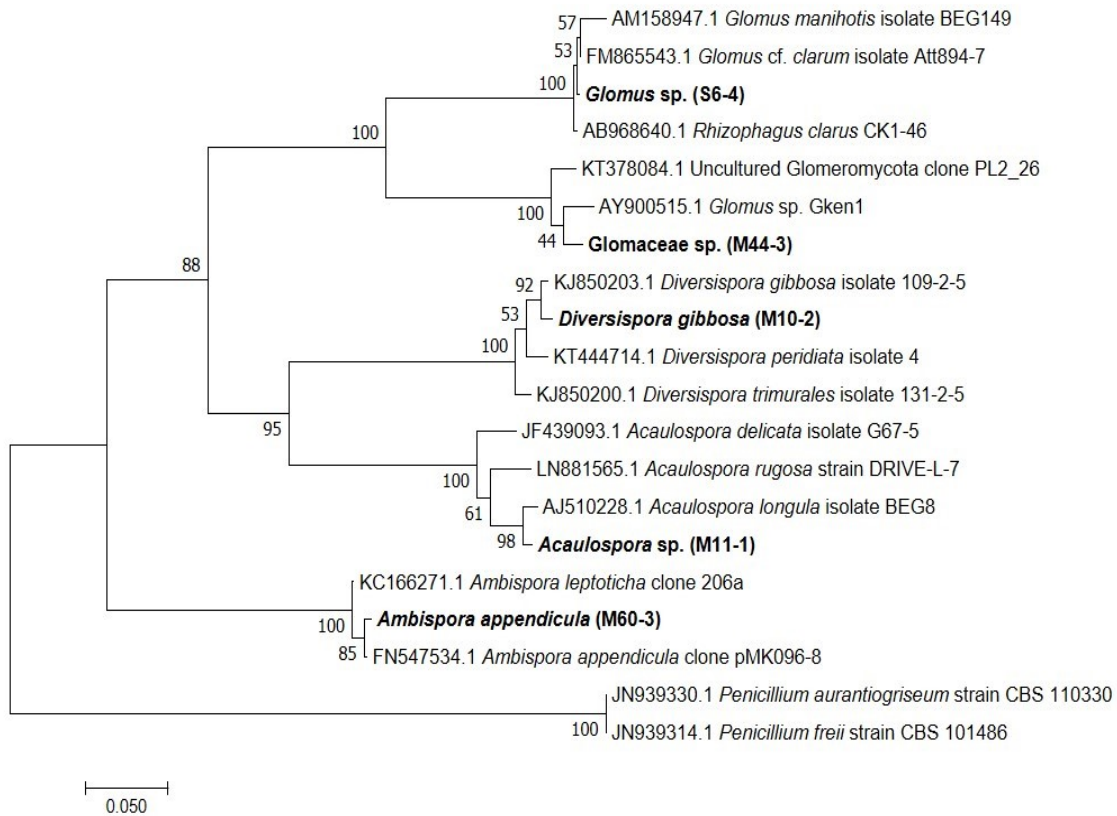 57
AM158947.1 Glomus manihotis isolate BEG149
53
FM865543.1 Glomus cf. clarum isolate Att894-7
100
Glomus sp. (S6-4)
AB968640.1 Rhizophagus clarus CK1-46
100
KT378084.1 Uncultured Glomeromycota clone PL2_26
AY900515.1 Glomus sp. Gken1
100
44
Glomaceae sp. (M44-3)
88
KJ850203.1 Diversispora gibbosa isolate 109-2-5
92
Diversispora gibbosa (M10-2)
53
100
KT444714.1 Diversispora peridiata isolate 4
KJ850200.1 Diversispora trimurales isolate 131-2-5
95
JF439093.1 Acaulospora delicata isolate G67-5
LN881565.1 Acaulospora rugosa strain DRIVE-L-7
100
AJ510228.1 Acaulospora longula isolate BEG8
61
98
Acaulospora sp. (M11-1)
KC166271.1 Ambispora leptoticha clone 206a
Ambispora appendicula (M60-3)
100
85
FN547534.1 Ambispora appendicula clone pMK096-8
JN939330.1 Penicillium aurantiogriseum strain CBS 110330
100
JN939314.1 Penicillium freii strain CBS 101486
0.050